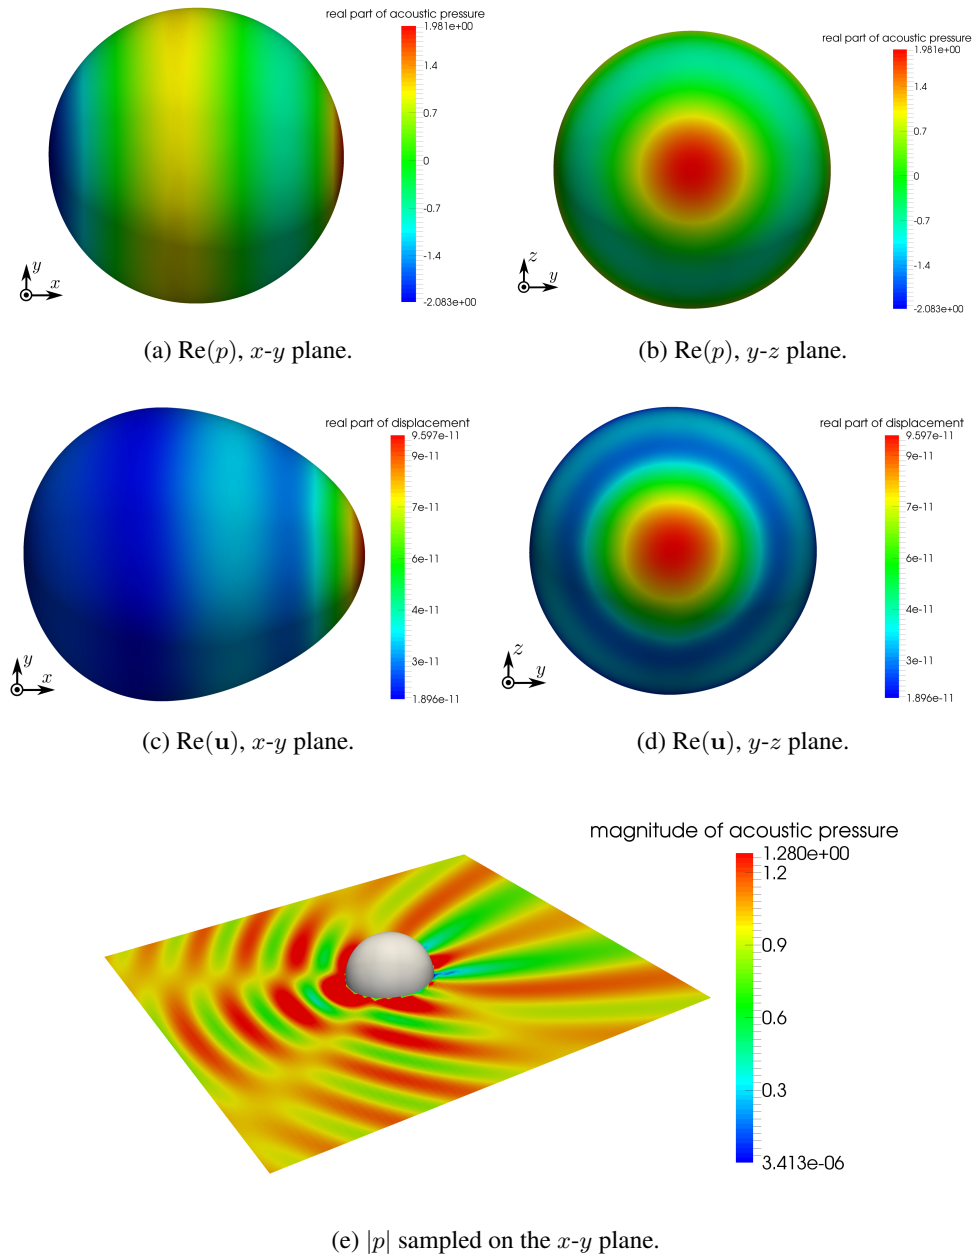 real part of acoustic pressure
1.981e+00
1.4
0.7
0
-0.7
-1.4
-2.083e+00
y
x
(a) Re(p), x-y plane.
real part of acoustic pressure
1.981e+00
1.4
0.7
0
-0.7
-1.4
-2.083e+00
z
y
(b) Re(p), y-z plane.
real part of displacement
9.597e-11
9e-11
7e-11
6e-11
4e-11
3e-11
1.896e-11
y
x
(c) Re(u), x-y plane.
real part of displacement
9.597e-11
9e-11
7e-11
6e-11
4e-11
3e-11
1.896e-11
z
y
(d) Re(u), y-z plane.
magnitude of acoustic pressure
1.280e+00
1.2
0.9
0.6
0.3
3.413e-06
(e) |p| sampled on the x-y plane.